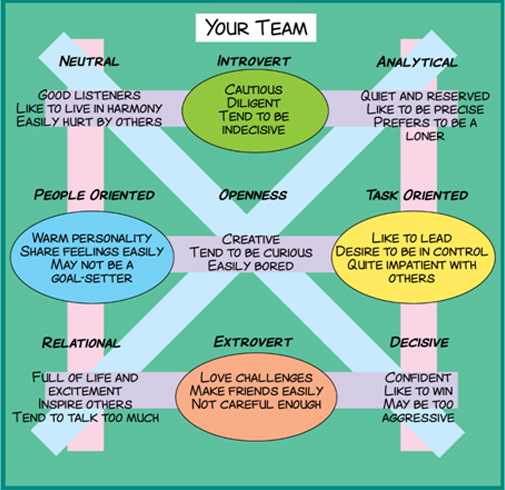 YOUR TEAM
NEUTRAL
GOOD LISTENERS
LIKE TO LIVE IN HARMONY
EASILY HURT BY OTHERS
INTROVERT
CAUTIOUS
DILIGENT
TEND TO BE
INDECISIVE
ANALYTICAL
QUIET AND RESERVED
LIKE TO BE PRECISE
PREFERS TO BE A
LONER
PEOPLE ORIENTED
WARM PERSONALITY
SHARE FEELINGS EASILY
MAY NOT BE A
GOAL-SETTER
OPENNESS
CREATIVE
TEND TO BE CURIOUS
EASILY BORED
TASK ORIENTED
LIKE TO LEAD
DESIRE TO BE IN CONTROL
QUITE IMPATIENT WITH
OTHERS
RELATIONAL
FULL OF LIFE AND
EXCITEMENT
INSPIRE OTHERS
TEND TO TALK TOO MUCH
EXTROVERT
LOVE CHALLENGES
MAKE FRIENDS EASILY
NOT CAREFUL ENOUGH
DECISIVE
CONFIDENT
LIKE TO WIN
MAY BE TOO
AGGRESSIVE